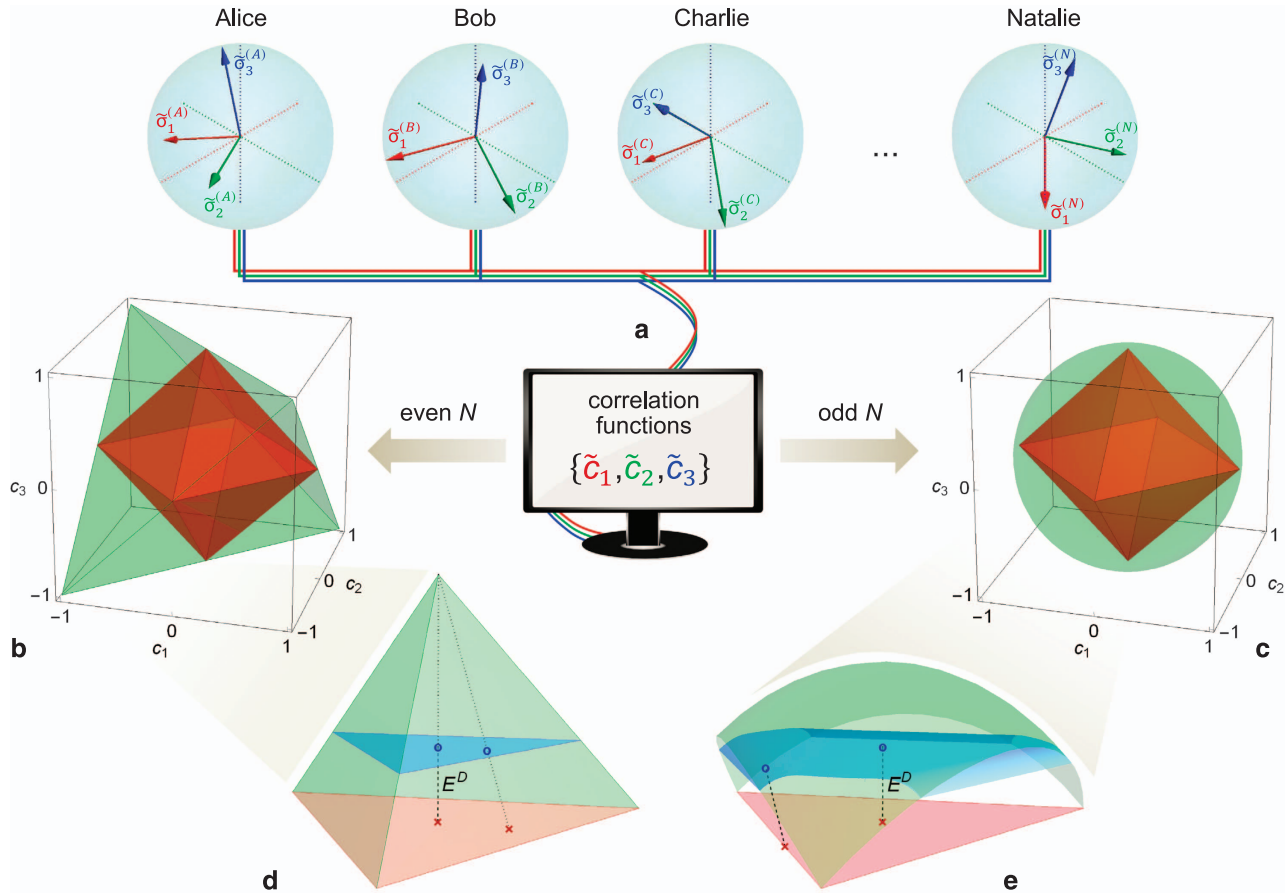 Alice
Bob
Charlie
Natalie
σ̃₃⁽ᴬ⁾
σ̃₁⁽ᴬ⁾
σ̃₂⁽ᴬ⁾
σ̃₃⁽ᴮ⁾
σ̃₁⁽ᴮ⁾
σ̃₂⁽ᴮ⁾
σ̃₃⁽ᶜ⁾
σ̃₁⁽ᶜ⁾
σ̃₂⁽ᶜ⁾
...
σ̃₃⁽ᴺ⁾
σ̃₂⁽ᴺ⁾
σ̃₁⁽ᴺ⁾
a
even N
correlation
functions
{c̃₁,c̃₂,c̃₃}
odd N
1
c₃ 0
−1
−1
0
c₁
1
−1
0 c₂
1
b
1
c₃ 0
−1
−1
0
c₁
1
−1
0
c₂
1
c
Eᴰ
d
Eᴰ
e